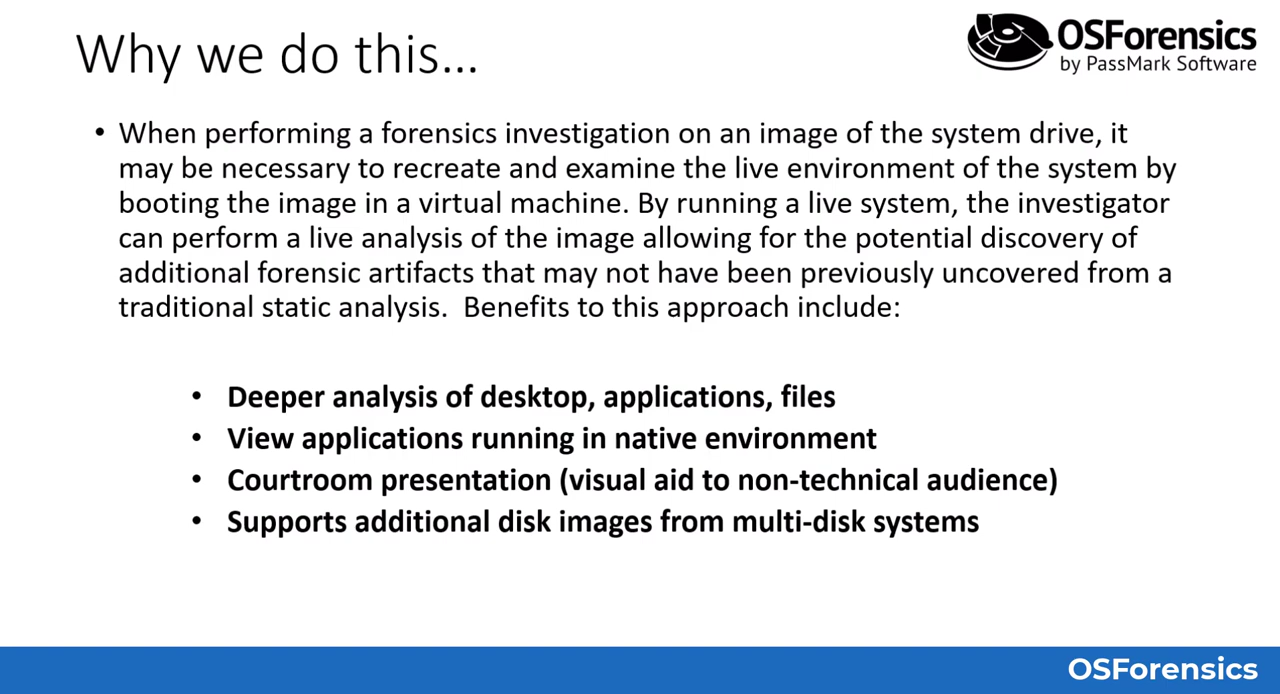 Why we do this...
OSForensics
by PassMark Software
• When performing a forensics investigation on an image of the system drive, it
may be necessary to recreate and examine the live environment of the system by
booting the image in a virtual machine. By running a live system, the investigator
can perform a live analysis of the image allowing for the potential discovery of
additional forensic artifacts that may not have been previously uncovered from a
traditional static analysis.  Benefits to this approach include:
• Deeper analysis of desktop, applications, files
• View applications running in native environment
• Courtroom presentation (visual aid to non-technical audience)
• Supports additional disk images from multi-disk systems
OSForensics